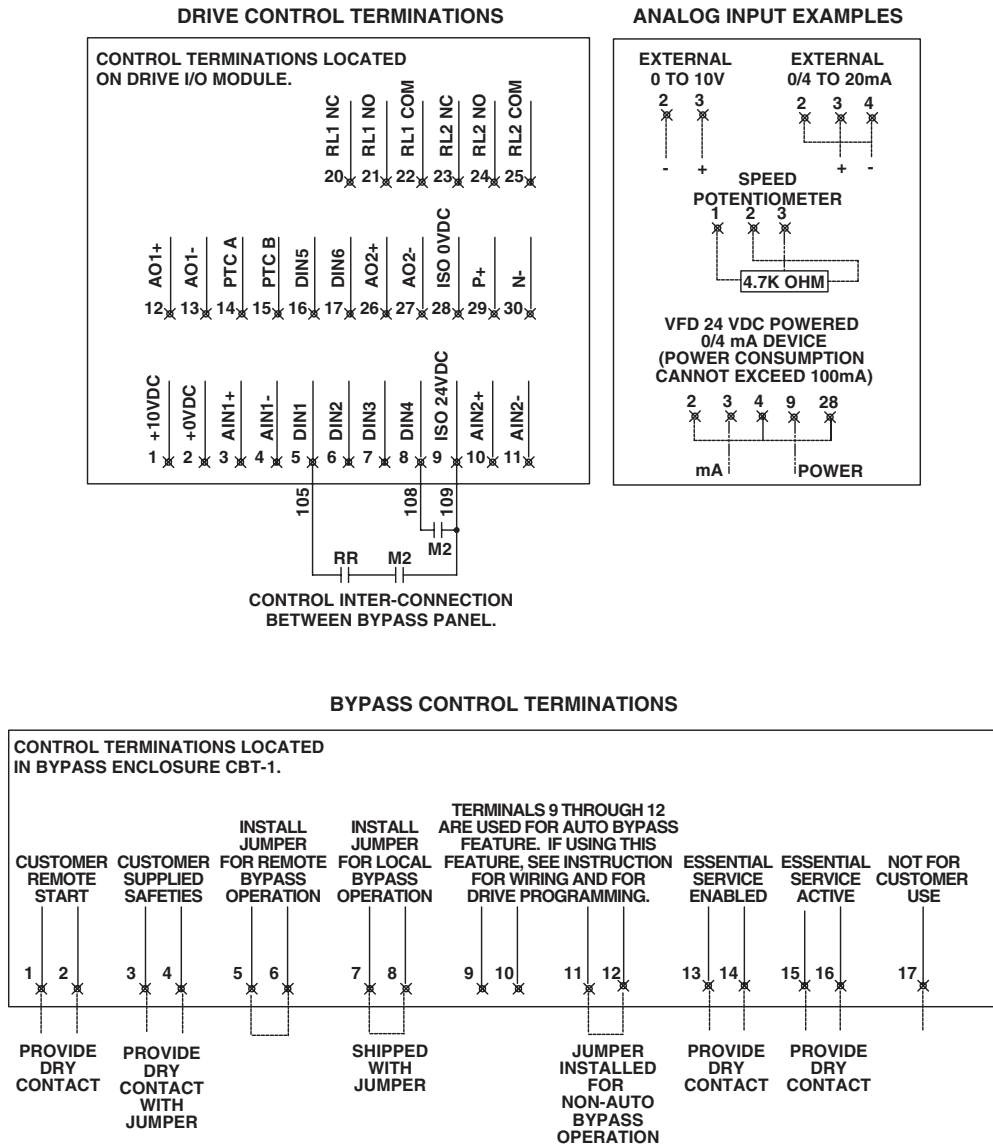 DRIVE CONTROL TERMINATIONS
CONTROL TERMINATIONS LOCATED
ON DRIVE I/O MODULE.
RL1 NC
RL1 NO
RL1 COM
RL2 NC
RL2 NO
RL2 COM
20 21 22 23 24 25
AO1+
AO1-
PTC A
PTC B
DIN5
DIN6
AO2+
AO2-
ISO 0VDC
P+
N-
12 13 14 15 16 17 26 27 28 29 30
+10VDC
+0VDC
AIN1+
AIN1-
DIN1
DIN2
DIN3
DIN4
ISO 24VDC
AIN2+
AIN2-
1 2 3 4 5 6 7 8 9 10 11
105
108
109
M2
RR M2
CONTROL INTER-CONNECTION
BETWEEN BYPASS PANEL.
ANALOG INPUT EXAMPLES
EXTERNAL
0 TO 10V
2 3
- +
EXTERNAL
0/4 TO 20mA
2 3 4
+ -
SPEED
POTENTIOMETER
1 2 3
4.7K OHM
VFD 24 VDC POWERED
0/4 mA DEVICE
(POWER CONSUMPTION
CANNOT EXCEED 100mA)
2 3 4 9 28
mA POWER
BYPASS CONTROL TERMINATIONS
CONTROL TERMINATIONS LOCATED
IN BYPASS ENCLOSURE CBT-1.
CUSTOMER
REMOTE
START
1 2
PROVIDE
DRY
CONTACT
CUSTOMER
SUPPLIED
SAFETIES
3 4
PROVIDE
DRY
CONTACT
WITH
JUMPER
INSTALL
JUMPER
FOR REMOTE
BYPASS
OPERATION
5 6
INSTALL
JUMPER
FOR LOCAL
BYPASS
OPERATION
7 8
SHIPPED
WITH
JUMPER
TERMINALS 9 THROUGH 12
ARE USED FOR AUTO BYPASS
FEATURE. IF USING THIS
FEATURE, SEE INSTRUCTION
FOR WIRING AND FOR
DRIVE PROGRAMMING.
9 10 11 12
JUMPER
INSTALLED
FOR
NON-AUTO
BYPASS
OPERATION
ESSENTIAL
SERVICE
ENABLED
13 14
PROVIDE
DRY
CONTACT
ESSENTIAL
SERVICE
ACTIVE
15 16
PROVIDE
DRY
CONTACT
NOT FOR
CUSTOMER
USE
17